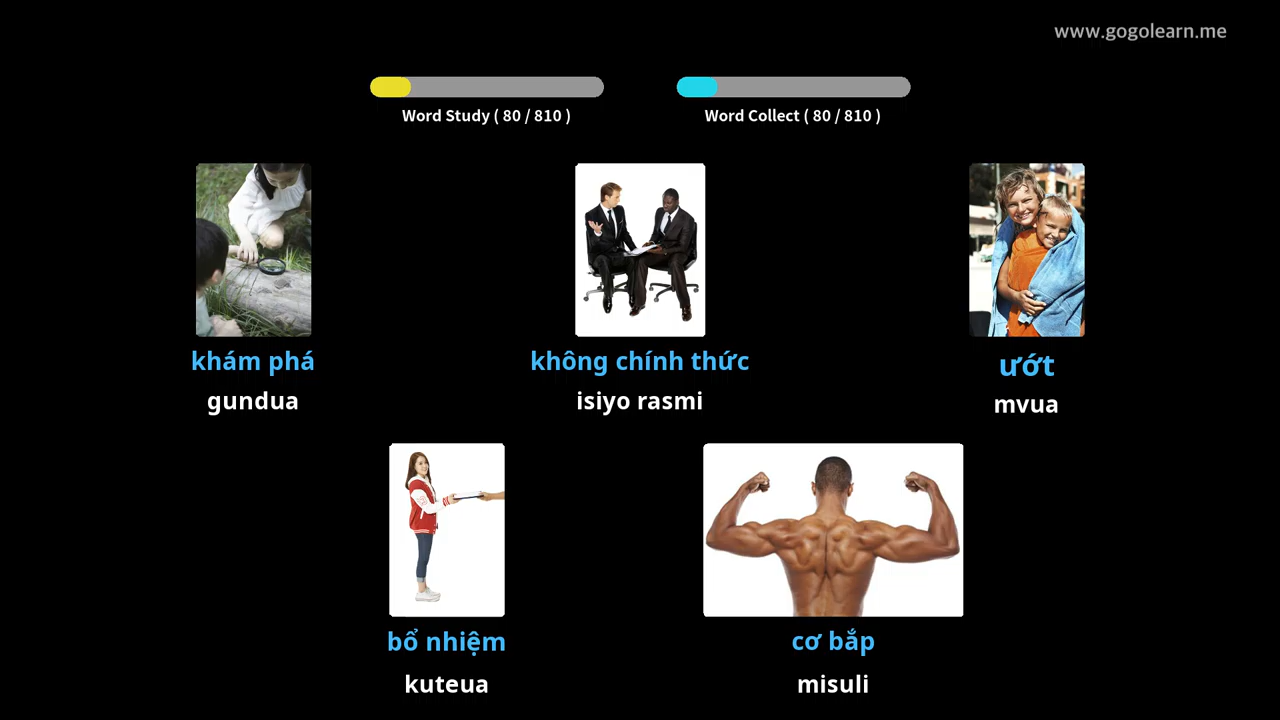 www.gogolearn.me
Word Study ( 80 / 810 )
Word Collect ( 80 / 810 )
khám phá
không chính thức
ướt
gundua
isiyo rasmi
mvua
bổ nhiệm
cơ bắp
kuteua
misuli